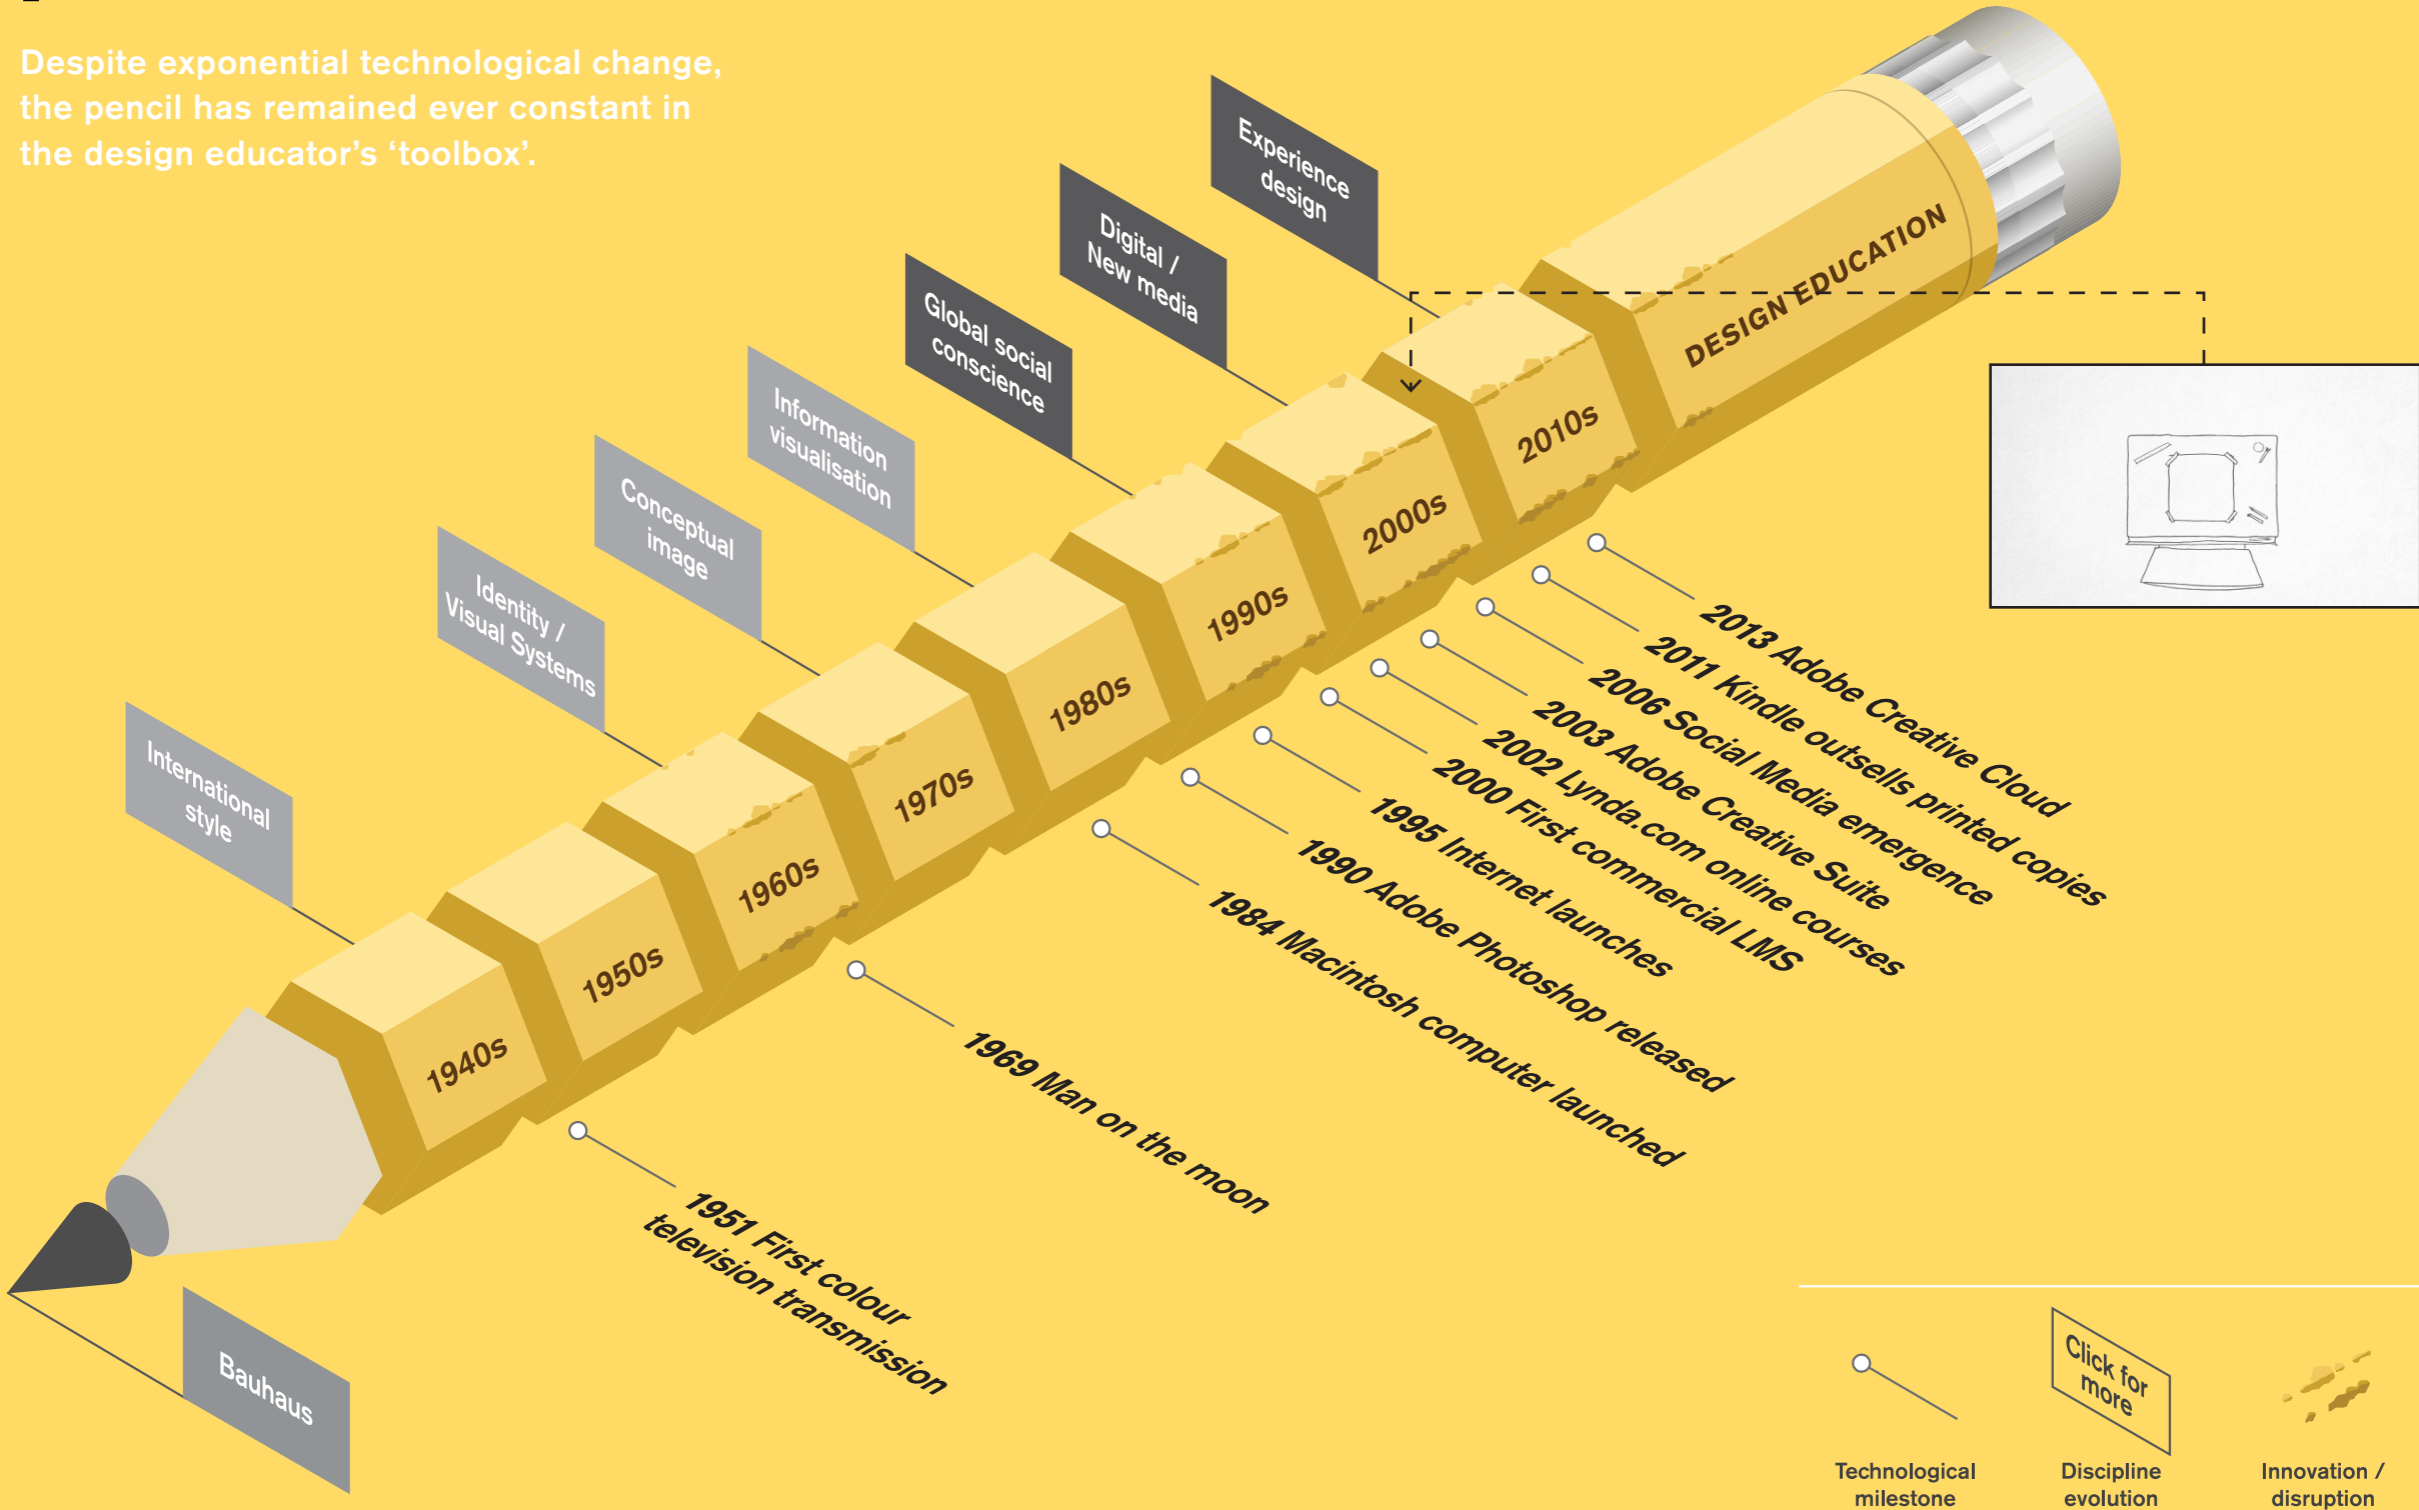 Despite exponential technological change,
the pencil has remained ever constant in
the design educator's ‘toolbox’.
Experience
design
Digital /
New media
Global social
conscience
Information
visualisation
Conceptual
image
Identity /
Visual Systems
International
style
Bauhaus
DESIGN EDUCATION
2010s
2000s
1990s
1980s
1970s
1960s
1950s
1940s
2013 Adobe Creative Cloud
2011 Kindle outsells printed copies
2006 Social Media emergence
2003 Adobe Creative Suite
2002 Lynda.com online courses
2000 First commercial LMS
1995 Internet launches
1990 Adobe Photoshop released
1984 Macintosh computer launched
1969 Man on the moon
1951 First colour
television transmission
Click for
more
Technological
milestone
Discipline
evolution
Innovation /
disruption